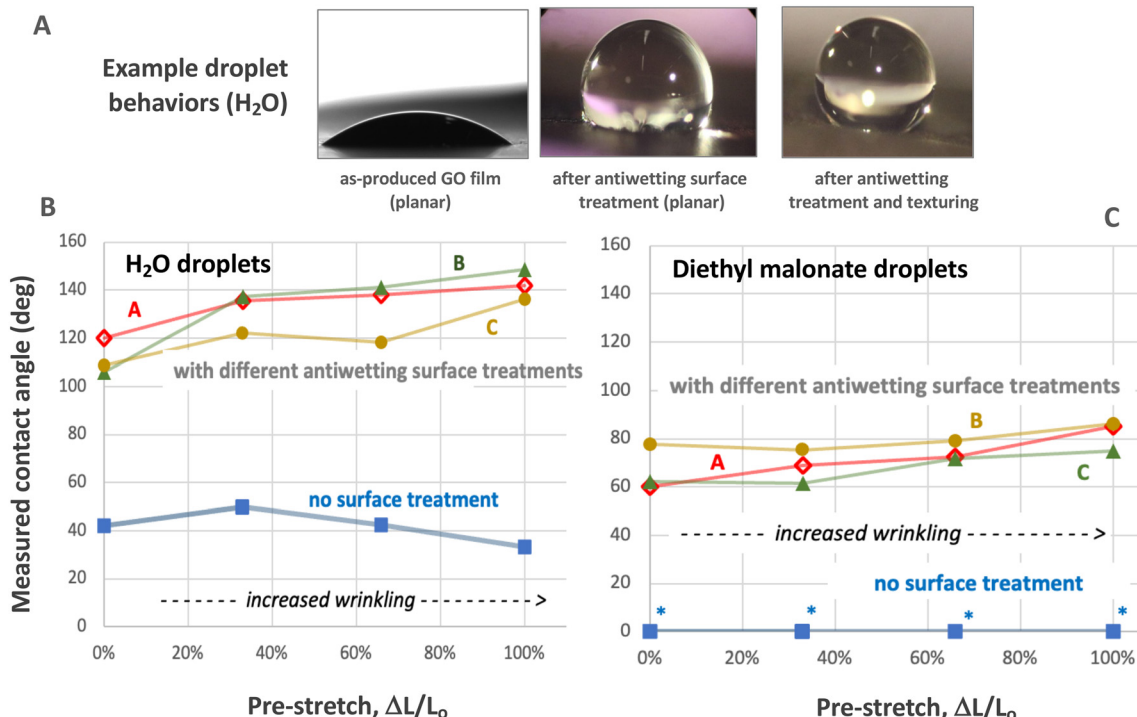 A
Example droplet
behaviors (H₂O)
as-produced GO film
(planar)
after antiwetting surface
treatment (planar)
after antiwetting
treatment and texturing
B
Measured contact angle (deg)
160
140
120
100
80
60
40
20
0
H₂O droplets
A
B
C
with different antiwetting surface treatments
no surface treatment
increased wrinkling
0% 20% 40% 60% 80% 100%
Pre-stretch, ΔL/Lₒ
C
160
140
120
100
80
60
40
20
0
Diethyl malonate droplets
with different antiwetting surface treatments
A
B
C
increased wrinkling
no surface treatment
* * * *
0% 20% 40% 60% 80% 100%
Pre-stretch, ΔL/Lₒ